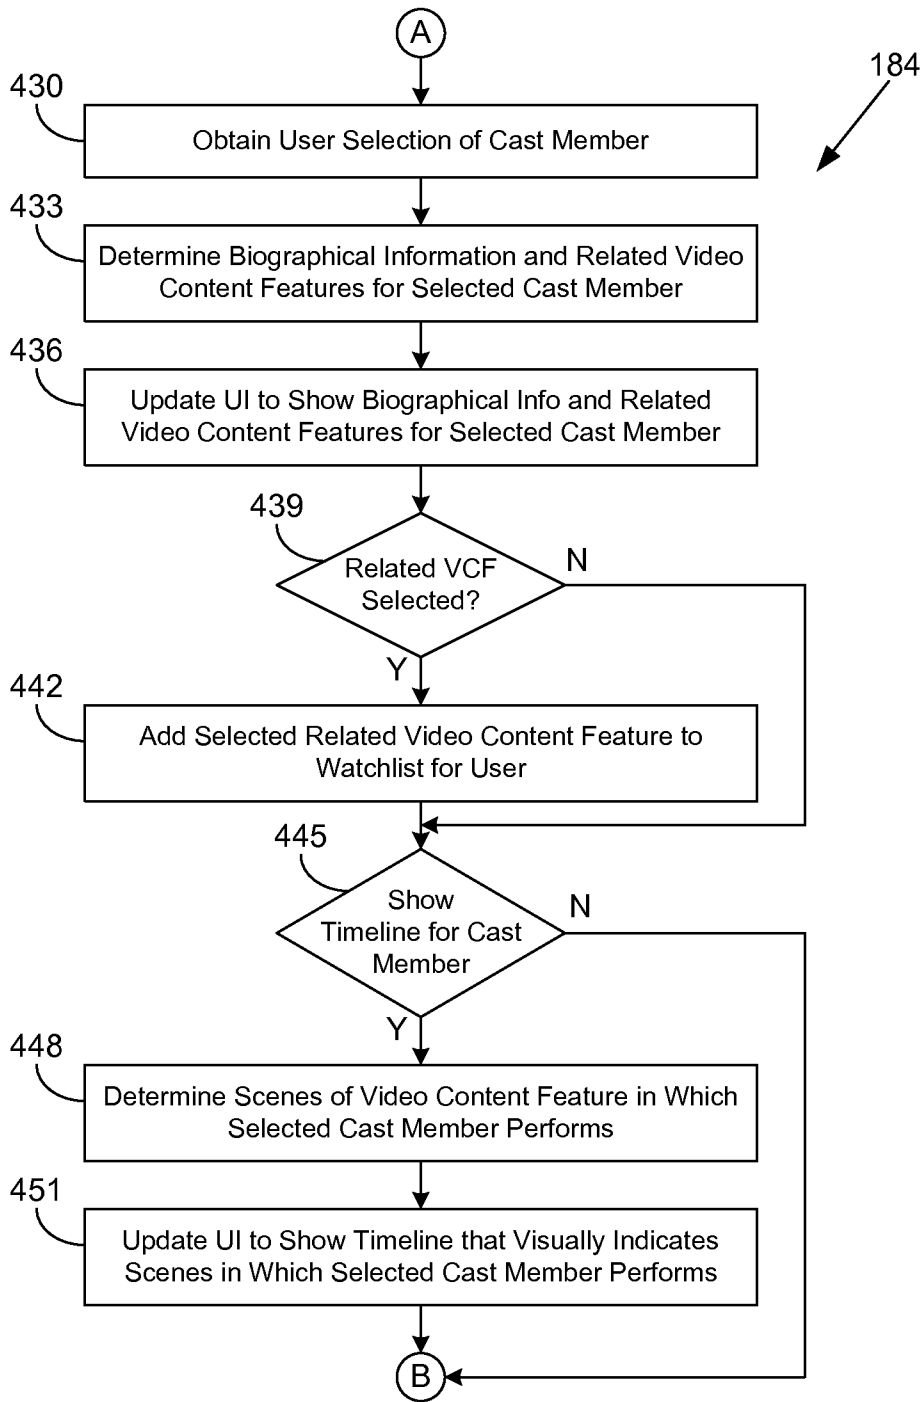 A
184
430
Obtain User Selection of Cast Member
433
Determine Biographical Information and Related Video
Content Features for Selected Cast Member
436
Update UI to Show Biographical Info and Related
Video Content Features for Selected Cast Member
439
Related VCF
Selected?
N
Y
442
Add Selected Related Video Content Feature to
Watchlist for User
445
Show
Timeline for Cast
Member
N
Y
448
Determine Scenes of Video Content Feature in Which
Selected Cast Member Performs
451
Update UI to Show Timeline that Visually Indicates
Scenes in Which Selected Cast Member Performs
B